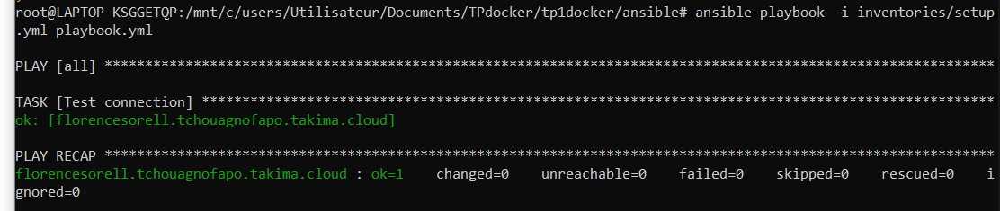 root@LAPTOP-KSGGETQP:/mnt/c/users/Utilisateur/Documents/TPdocker/tp1docker/ansible# ansible-playbook -i inventories/setup
.yml playbook.yml
PLAY [all] **************************************************************************************************************
TASK [Test connection] **************************************************************************************************
ok: [florencesorell.tchouagnofapo.takima.cloud]
PLAY RECAP **************************************************************************************************************
florencesorell.tchouagnofapo.takima.cloud : ok=1    changed=0    unreachable=0    failed=0    skipped=0    rescued=0    i
gnored=0